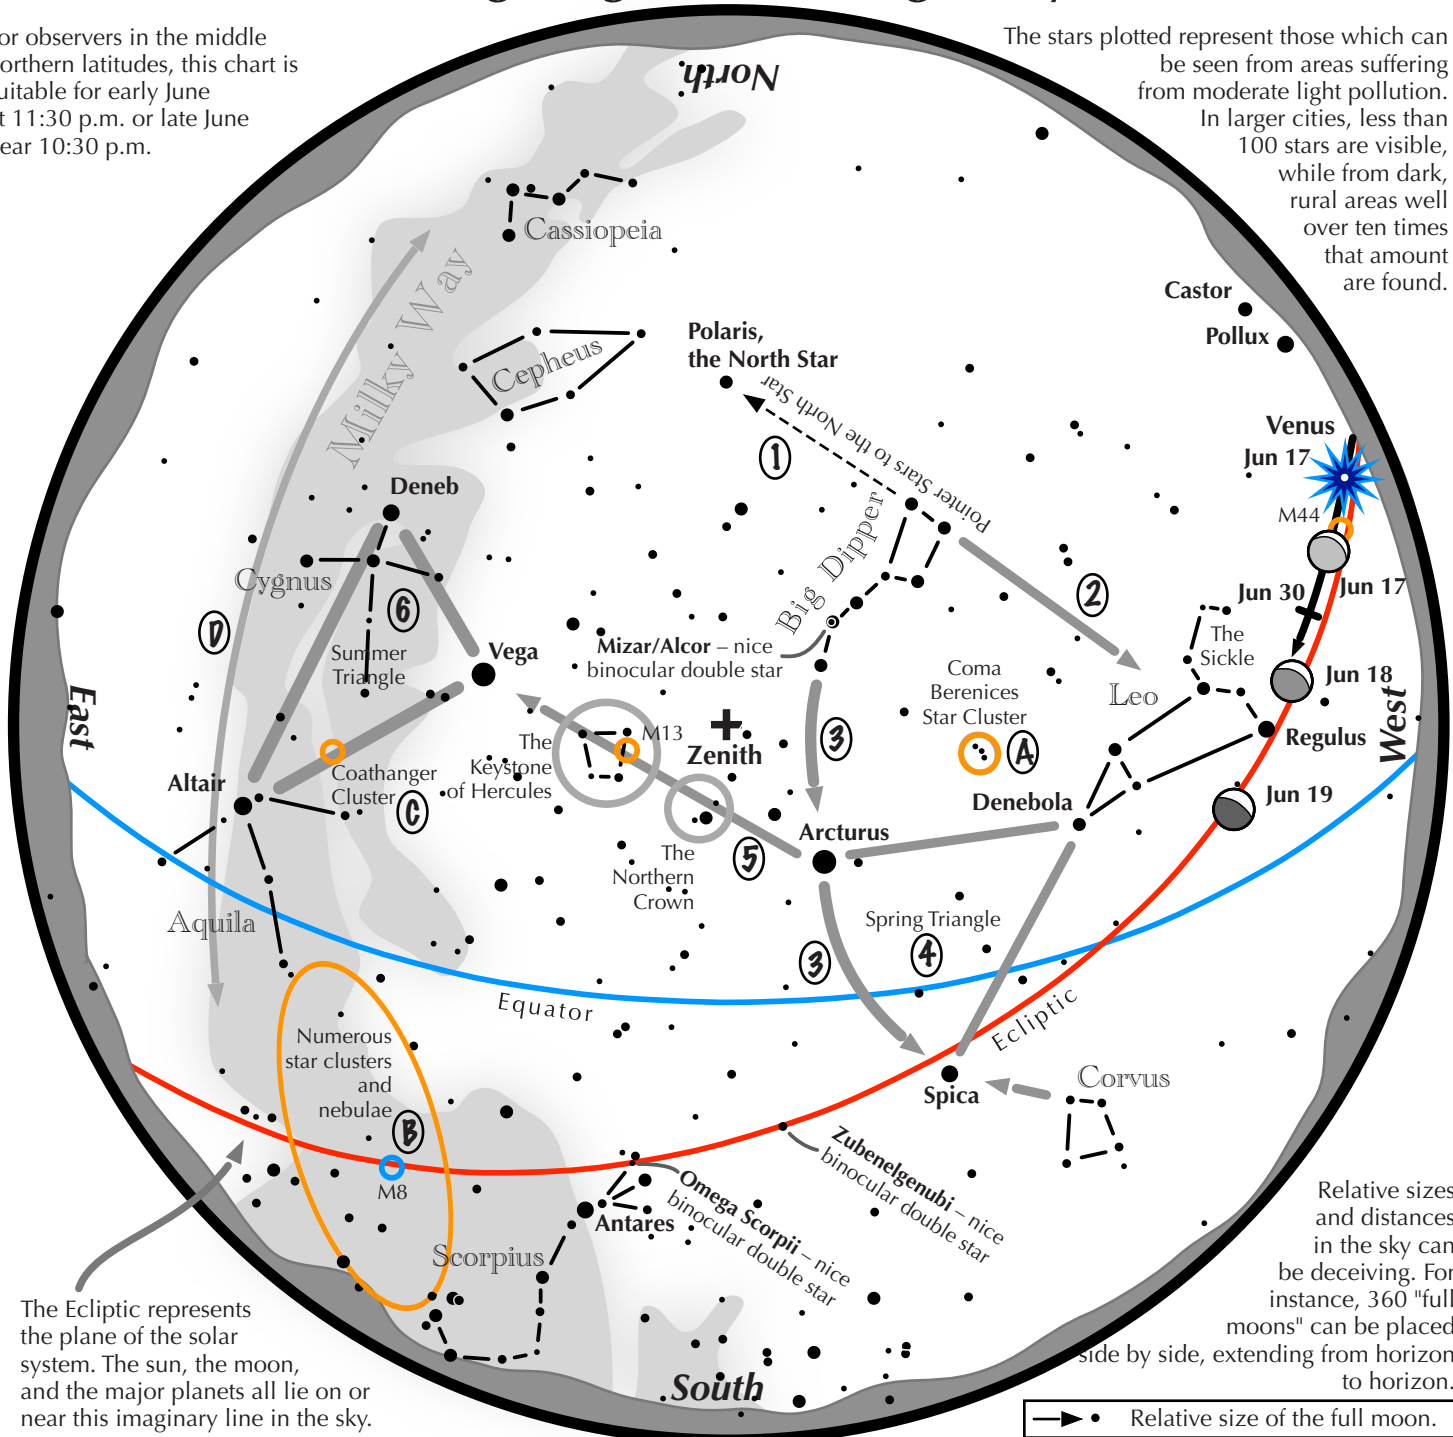 or observers in the middle
orthern latitudes, this chart is
uitable for early June
t 11:30 p.m. or late June
ear 10:30 p.m.
The stars plotted represent those which can
be seen from areas suffering
from moderate light pollution.
In larger cities, less than
100 stars are visible,
while from dark,
rural areas well
over ten times
that amount
are found.
North
Cassiopeia
Milky Way
Castor
Pollux
Polaris,
the North Star
Cepheus
Pointer Stars to the North Star
1
Venus
Jun 17
M44
Jun 17
Jun 30
Jun 18
Jun 19
Deneb
Cygnus
6
D
Summer
Triangle
Vega
Big Dipper
Mizar/Alcor – nice
binocular double star
2
The
Sickle
Leo
Coma
Berenices
Star Cluster
A
3
East
West
Regulus
M13
Zenith
The
Keystone
of Hercules
Altair
Coathanger
Cluster
C
Denebola
Arcturus
5
The
Northern
Crown
Aquila
Spring Triangle
4
3
Equator
Ecliptic
Numerous
star clusters
and
nebulae
B
M8
Spica
Corvus
Zubenelgenubi – nice
binocular double star
Omega Scorpii – nice
binocular double star
Antares
Scorpius
South
The Ecliptic represents
the plane of the solar
system. The sun, the moon,
and the major planets all lie on or
near this imaginary line in the sky.
Relative sizes
and distances
in the sky can
be deceiving. For
instance, 360 "full
moons" can be placed
side by side, extending from horizon
to horizon.
Relative size of the full moon.